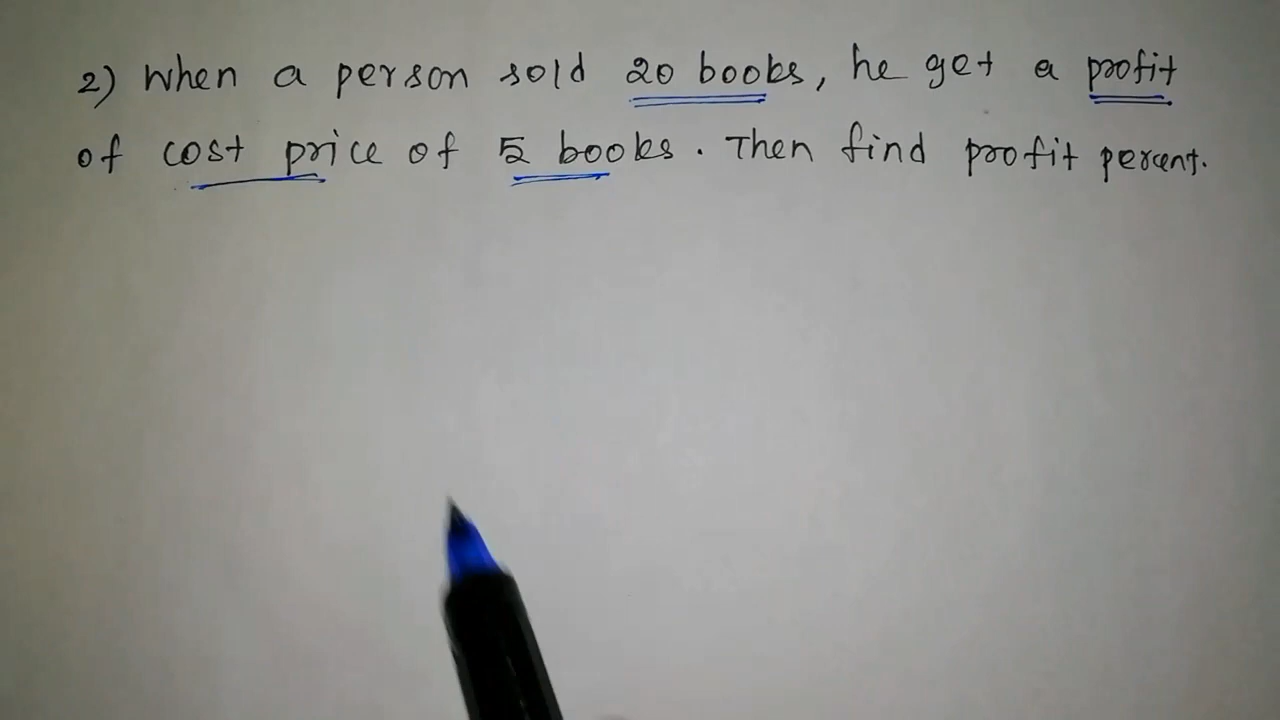 2) When a person sold 20 books, he get a profit
of cost price of 5 books. Then find profit percent.